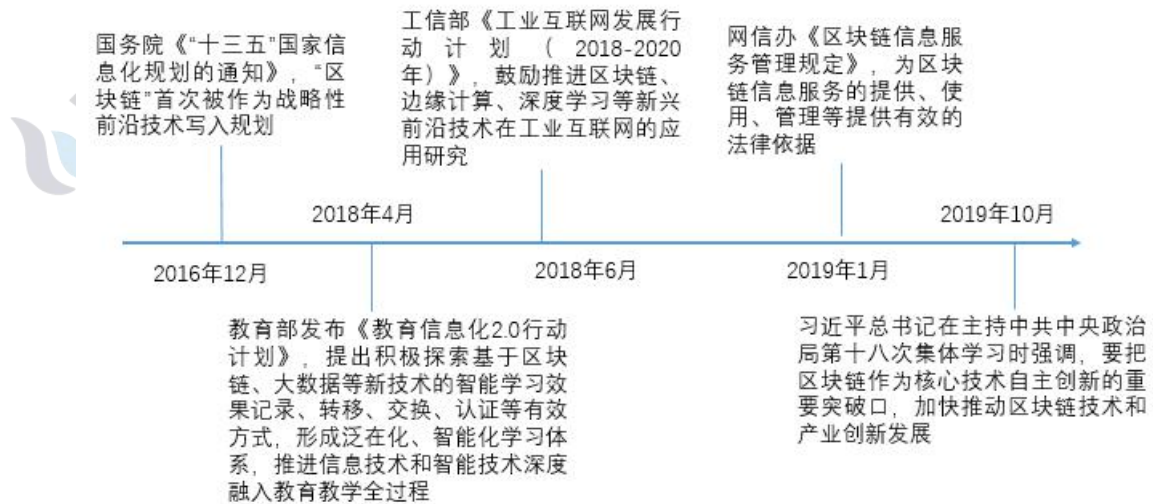 国务院《“十三五”国家信
息化规划的通知》，“区
块链”首次被作为战略性
前沿技术写入规划
工信部《工业互联网发展行
动计划（2018-2020
年）》，鼓励推进区块链、
边缘计算、深度学习等新兴
前沿技术在工业互联网的应
用研究
网信办《区块链信息服
务管理规定》，为区块
链信息服务的提供、使
用、管理等提供有效的
法律依据
2018年4月
2019年10月
2016年12月
2018年6月
2019年1月
教育部发布《教育信息化2.0行动
计划》，提出积极探索基于区块
链、大数据等新技术的智能学习效
果记录、转移、交换、认证等有效
方式，形成泛在化、智能化学习体
系，推进信息技术和智能技术深度
融入教育教学全过程
习近平总书记在主持中共中央政治
局第十八次集体学习时强调，要把
区块链作为核心技术自主创新的重
要突破口，加快推动区块链技术和
产业创新发展